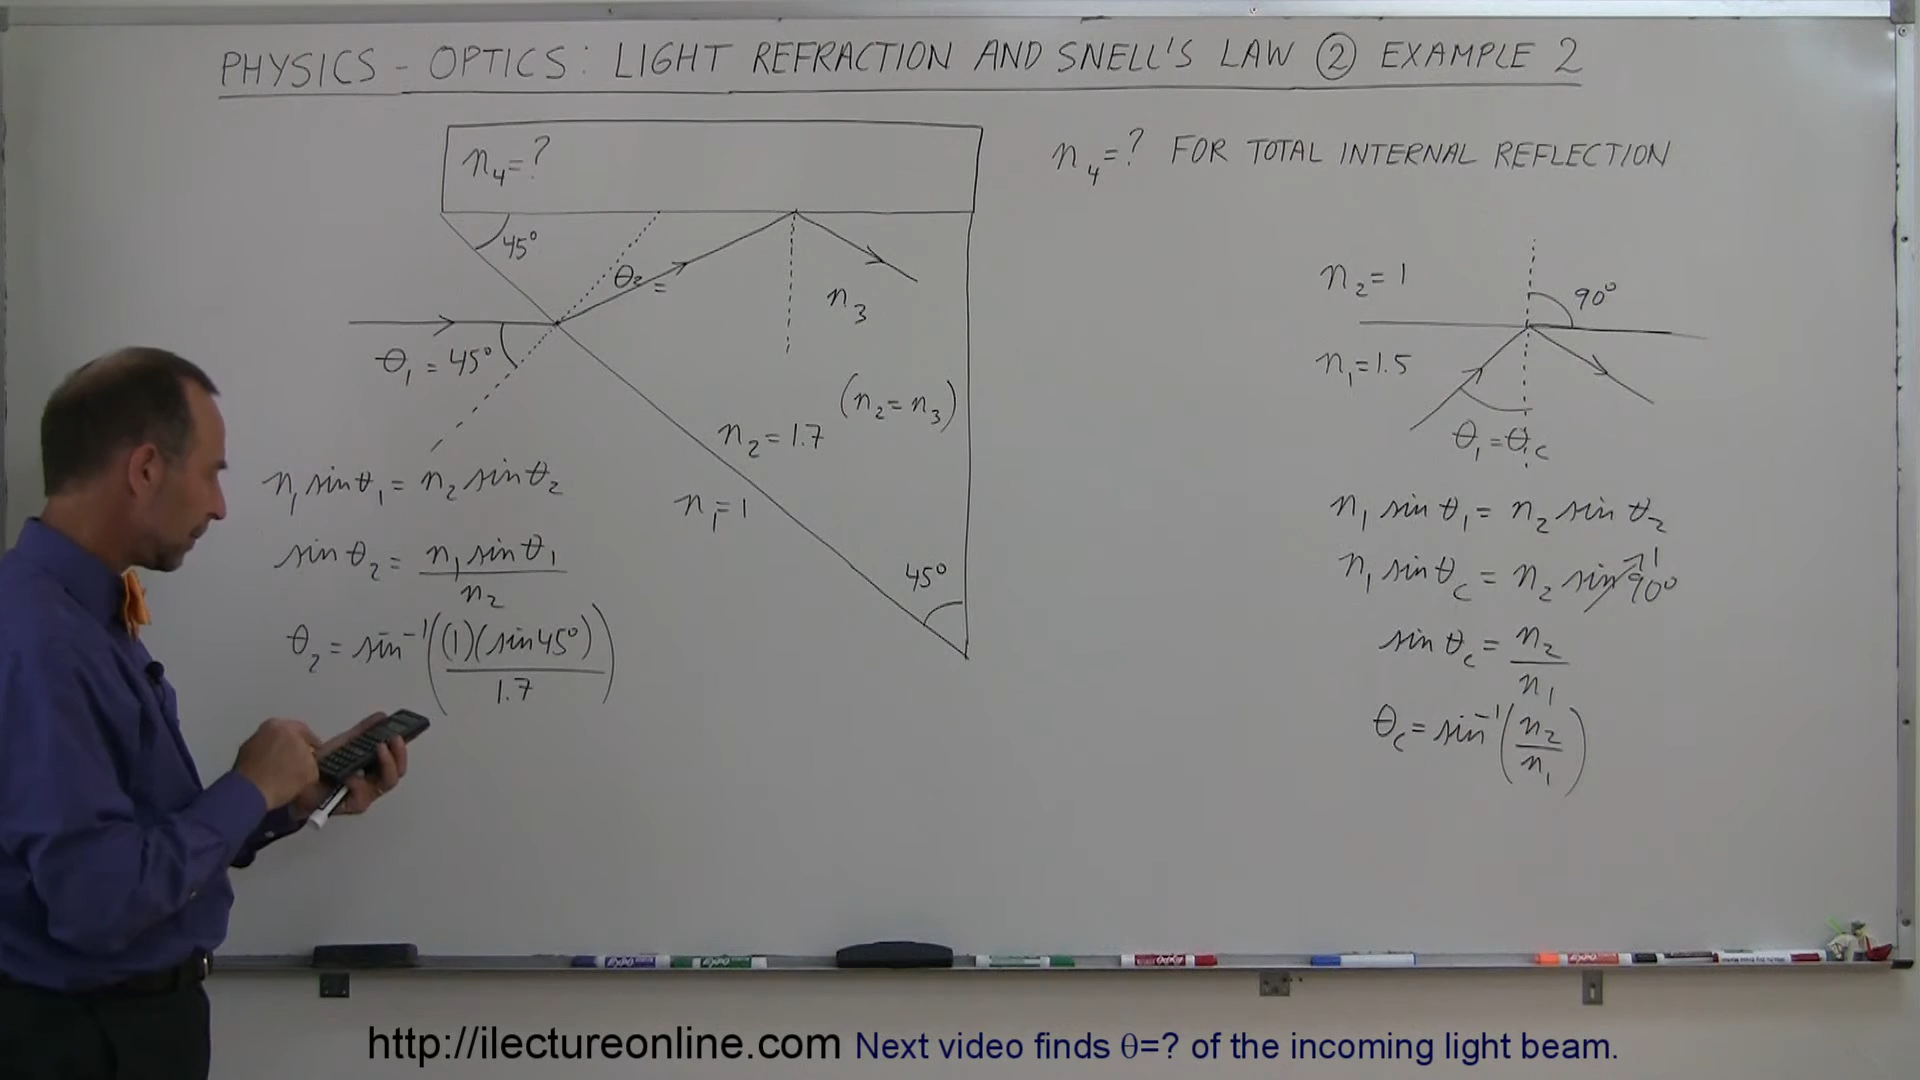 PHYSICS - OPTICS: LIGHT REFRACTION AND SNELL'S LAW ② EXAMPLE 2
n₄=?
n₄=? FOR TOTAL INTERNAL REFLECTION
45°
θ₂ =
n₃
θ₁ = 45°
(n₂ = n₃)
n₂ = 1.7
n₁ = 1
45°
n₁ sinθ₁ = n₂ sinθ₂
sin θ₂ = n₁ sin θ₁ / n₂
θ₂ = sin⁻¹((1)(sin 45°) / 1.7)
n₂ = 1
90°
n₁ = 1.5
θ₁ = θc
n₁ sin θ₁ = n₂ sin θ₂
n₁ sin θc = n₂ sin 90° 1
sin θc = n₂ / n₁
θc = sin⁻¹(n₂ / n₁)
http://ilectureonline.com Next video finds θ=? of the incoming light beam.